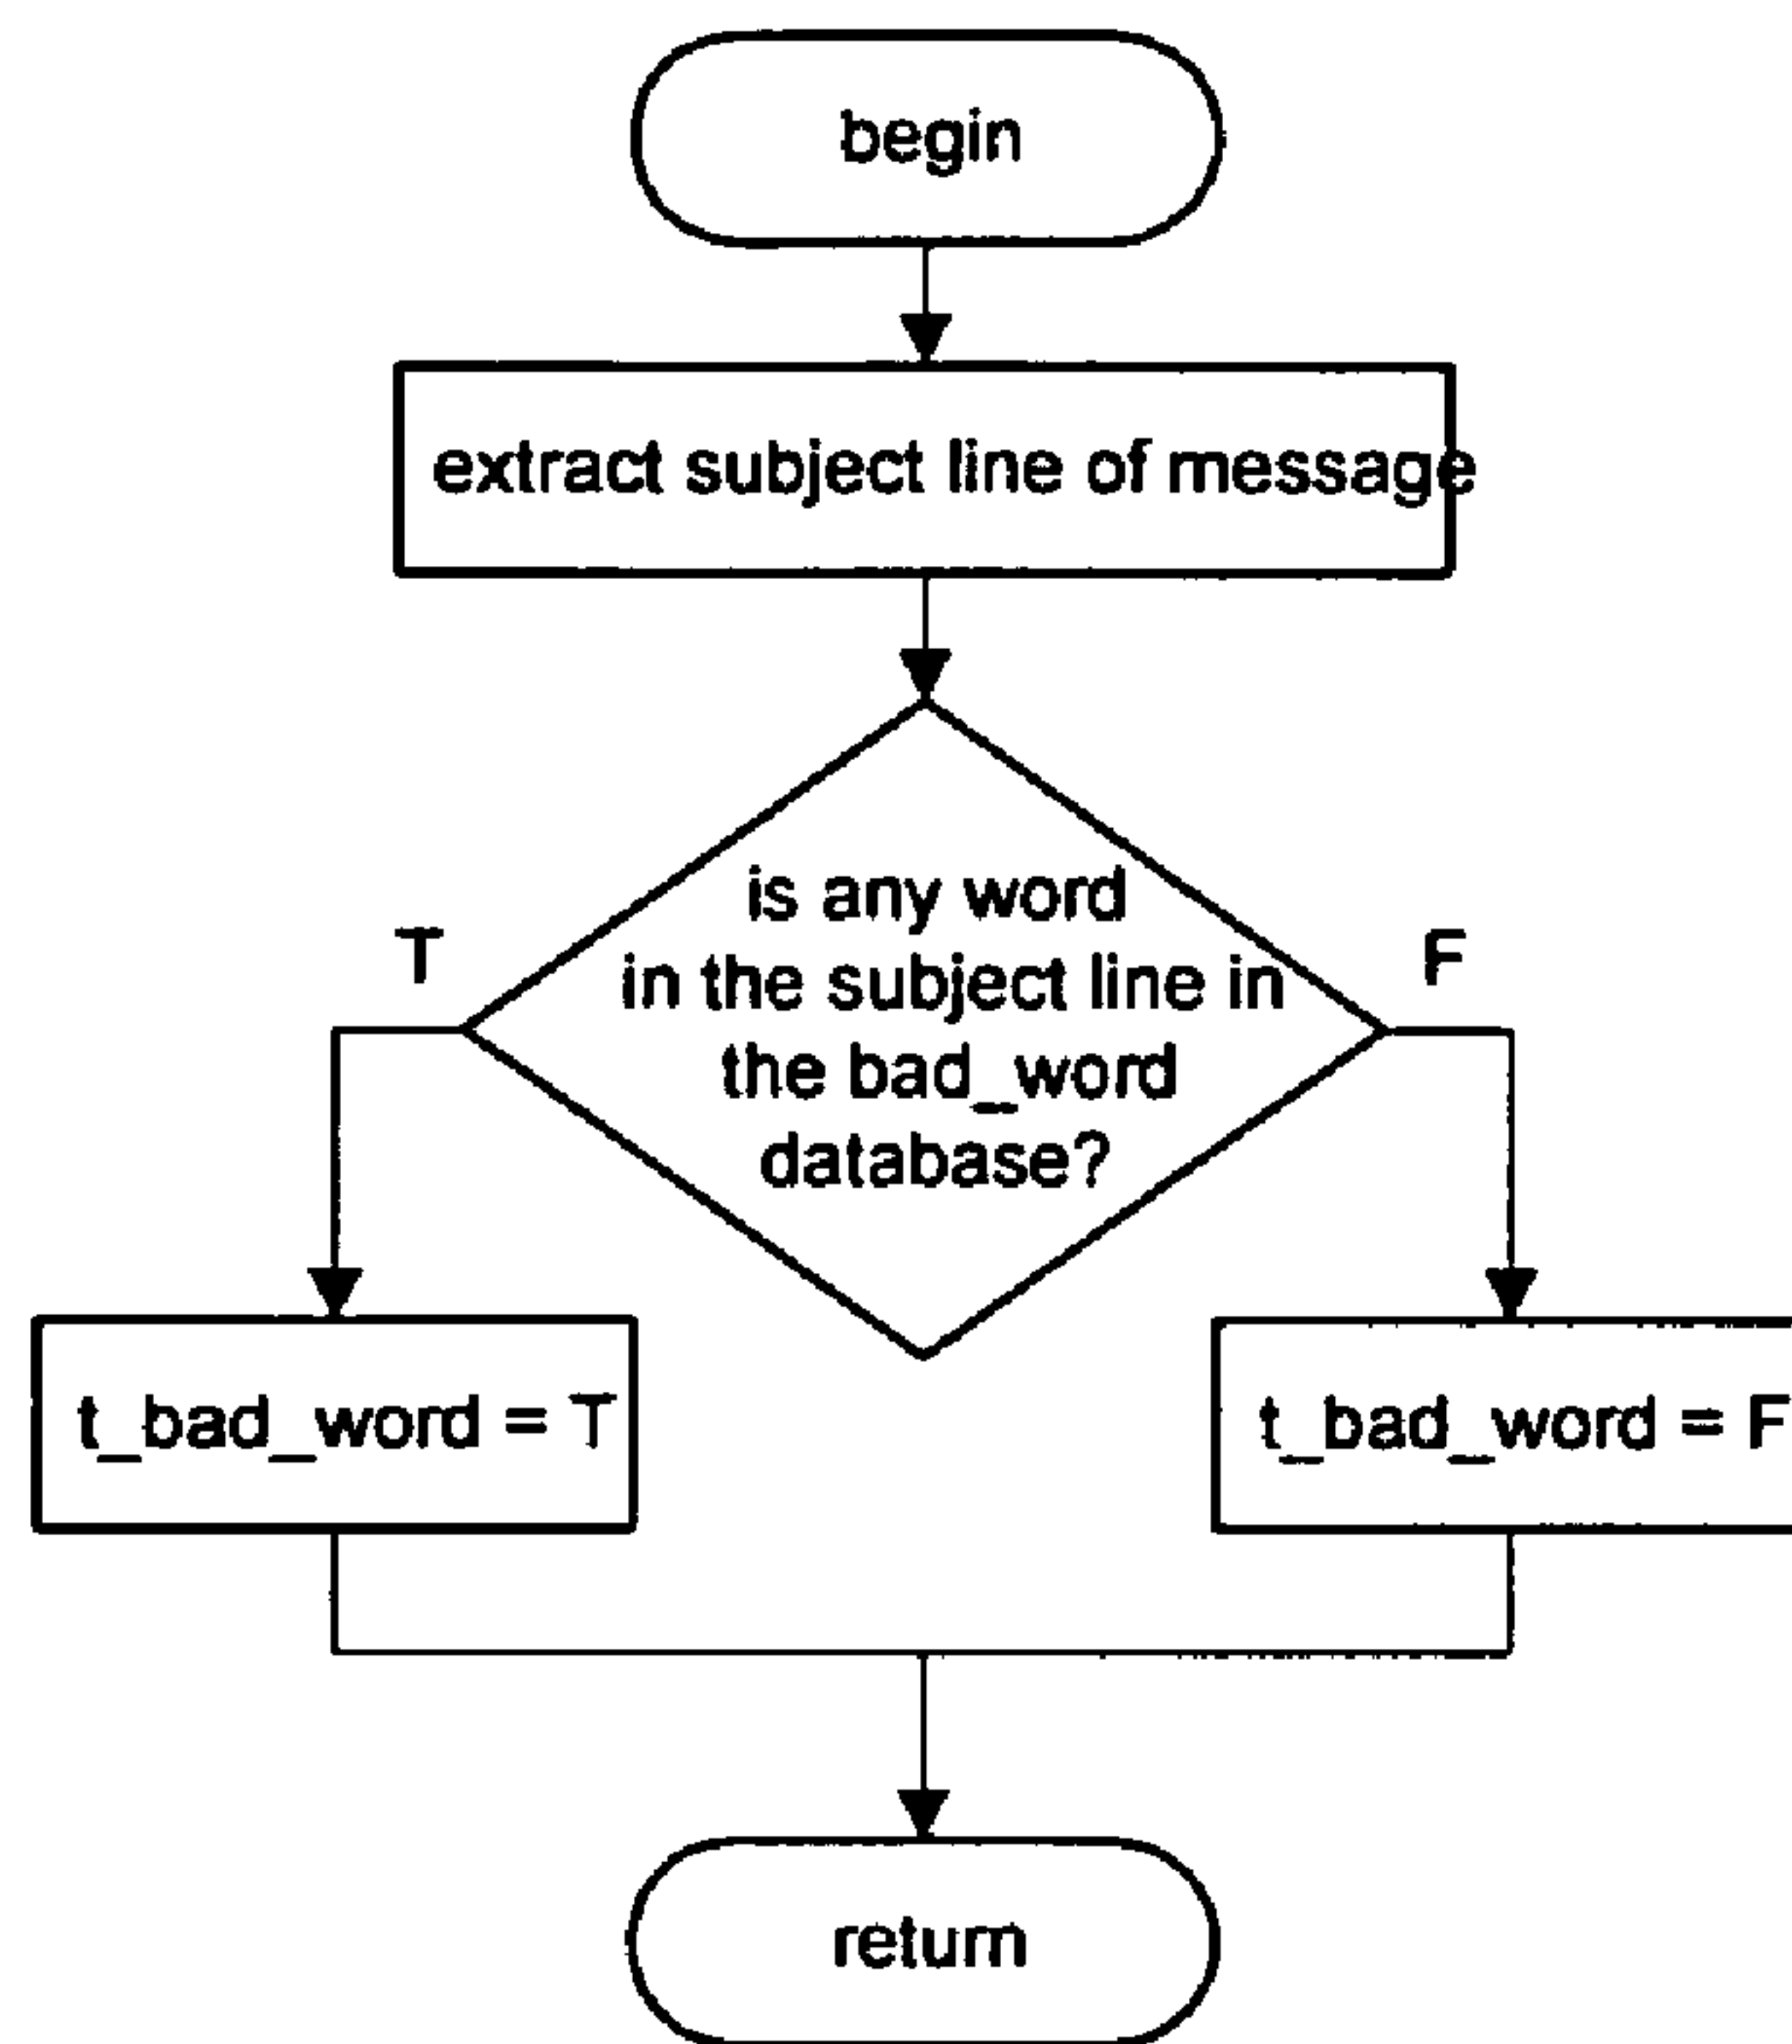 begin
extract subject line of message
is any word
in the subject line in
the bad_word
database?
T
F
t_bad_word = T
t_bad_word = F
return